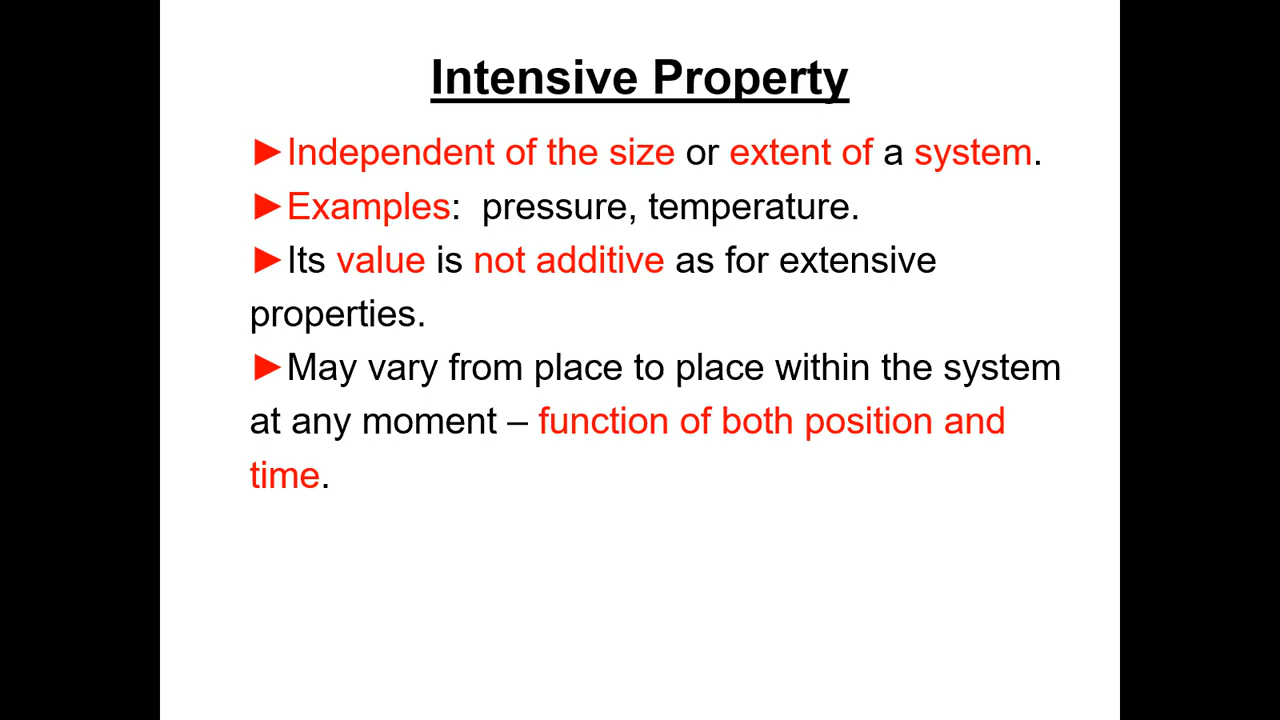 Intensive Property
►Independent of the size or extent of a system.
►Examples:  pressure, temperature.
►Its value is not additive as for extensive
properties.
►May vary from place to place within the system
at any moment – function of both position and
time.